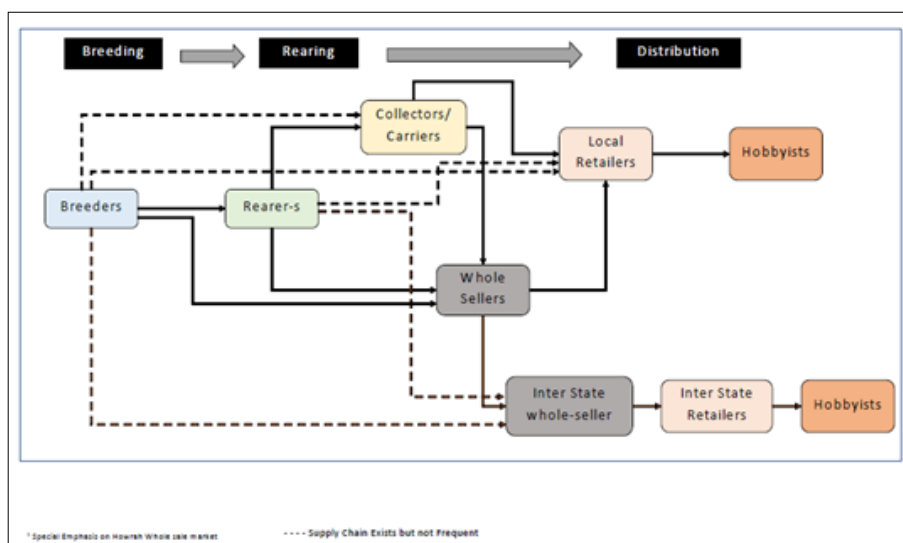 Breeding
Rearing
Distribution
Collectors/
Carriers
Local
Retailers
Hobbyists
Breeders
Rearer-s
Whole
Sellers
Inter State
whole-seller
Inter State
Retailers
Hobbyists
* Special Emphasis on Howrah Whole sale market
---- Supply Chain Exists but not Frequent